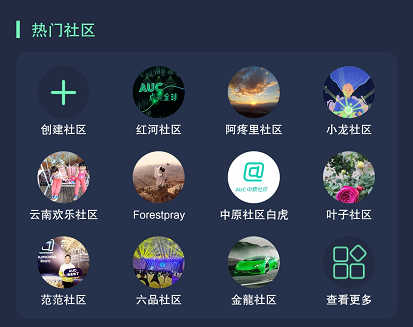 热门社区
AUC
创建社区
红河社区
阿疼里社区
小龙社区
@
AUC 中原社区
云南欢乐社区
Forestpray
中原社区白虎
叶子社区
范范社区
六品社区
金龍社区
查看更多